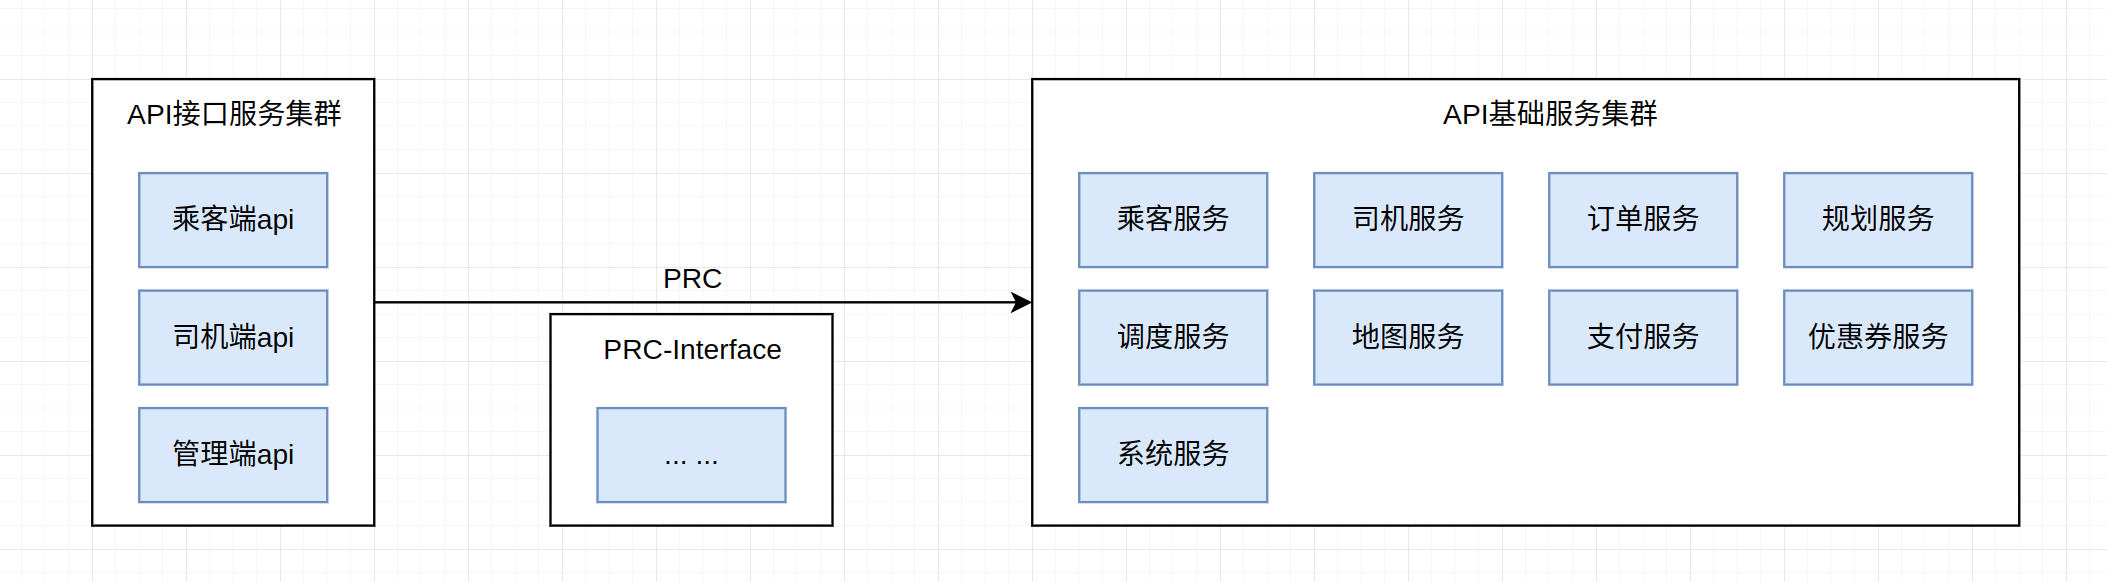 API接口服务集群
乘客端api
司机端api
管理端api
PRC
PRC-Interface
... ...
API基础服务集群
乘客服务
司机服务
订单服务
规划服务
调度服务
地图服务
支付服务
优惠券服务
系统服务